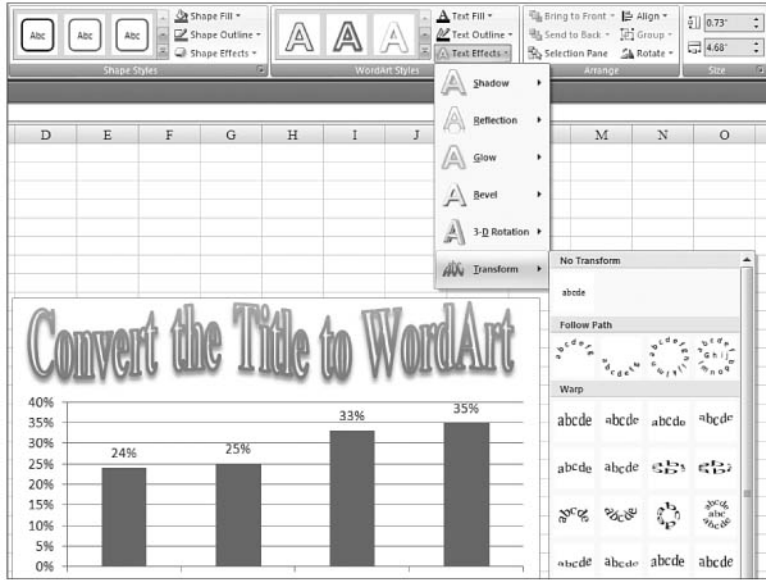 Abc Abc Abc
Shape Fill
Shape Outline
Shape Effects
Shape Styles
A A A
A Text Fill
Text Outline
Text Effects
WordArt Styles
Bring to Front
Send to Back
Selection Pane
Align
Group
Rotate
Arrange
0.73"
4.68"
Size
Shadow
Reflection
Glow
Bevel
3-D Rotation
Transform
D E F G H I J M N O
No Transform
abcde
Follow Path
Warp
abcde abcde abcde abcde
abcde abcde
abcde abcde abcde abcde
Convert the Title to WordArt
40%
35%
30%
25%
20%
15%
10%
5%
0%
24% 25% 33% 35%